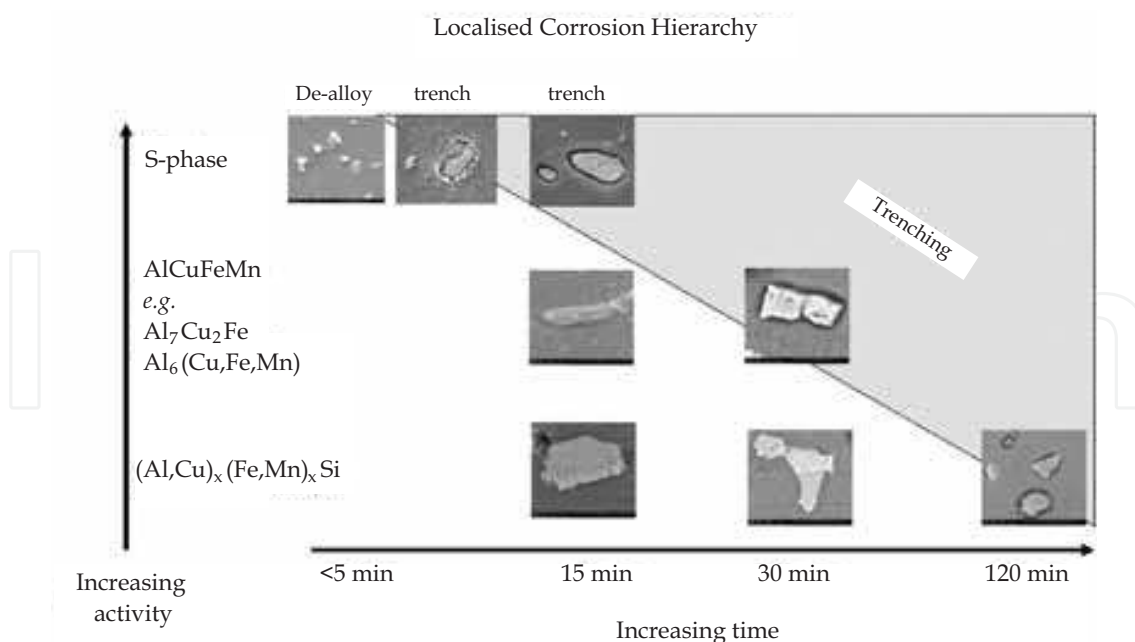 Localised Corrosion Hierarchy
De-alloy trench trench
S-phase
Trenching
AlCuFeMn
e.g.
Al₇Cu₂Fe
Al₆(Cu,Fe,Mn)
(Al,Cu)ₓ(Fe,Mn)ₓSi
<5 min 15 min 30 min 120 min
Increasing
activity
Increasing time